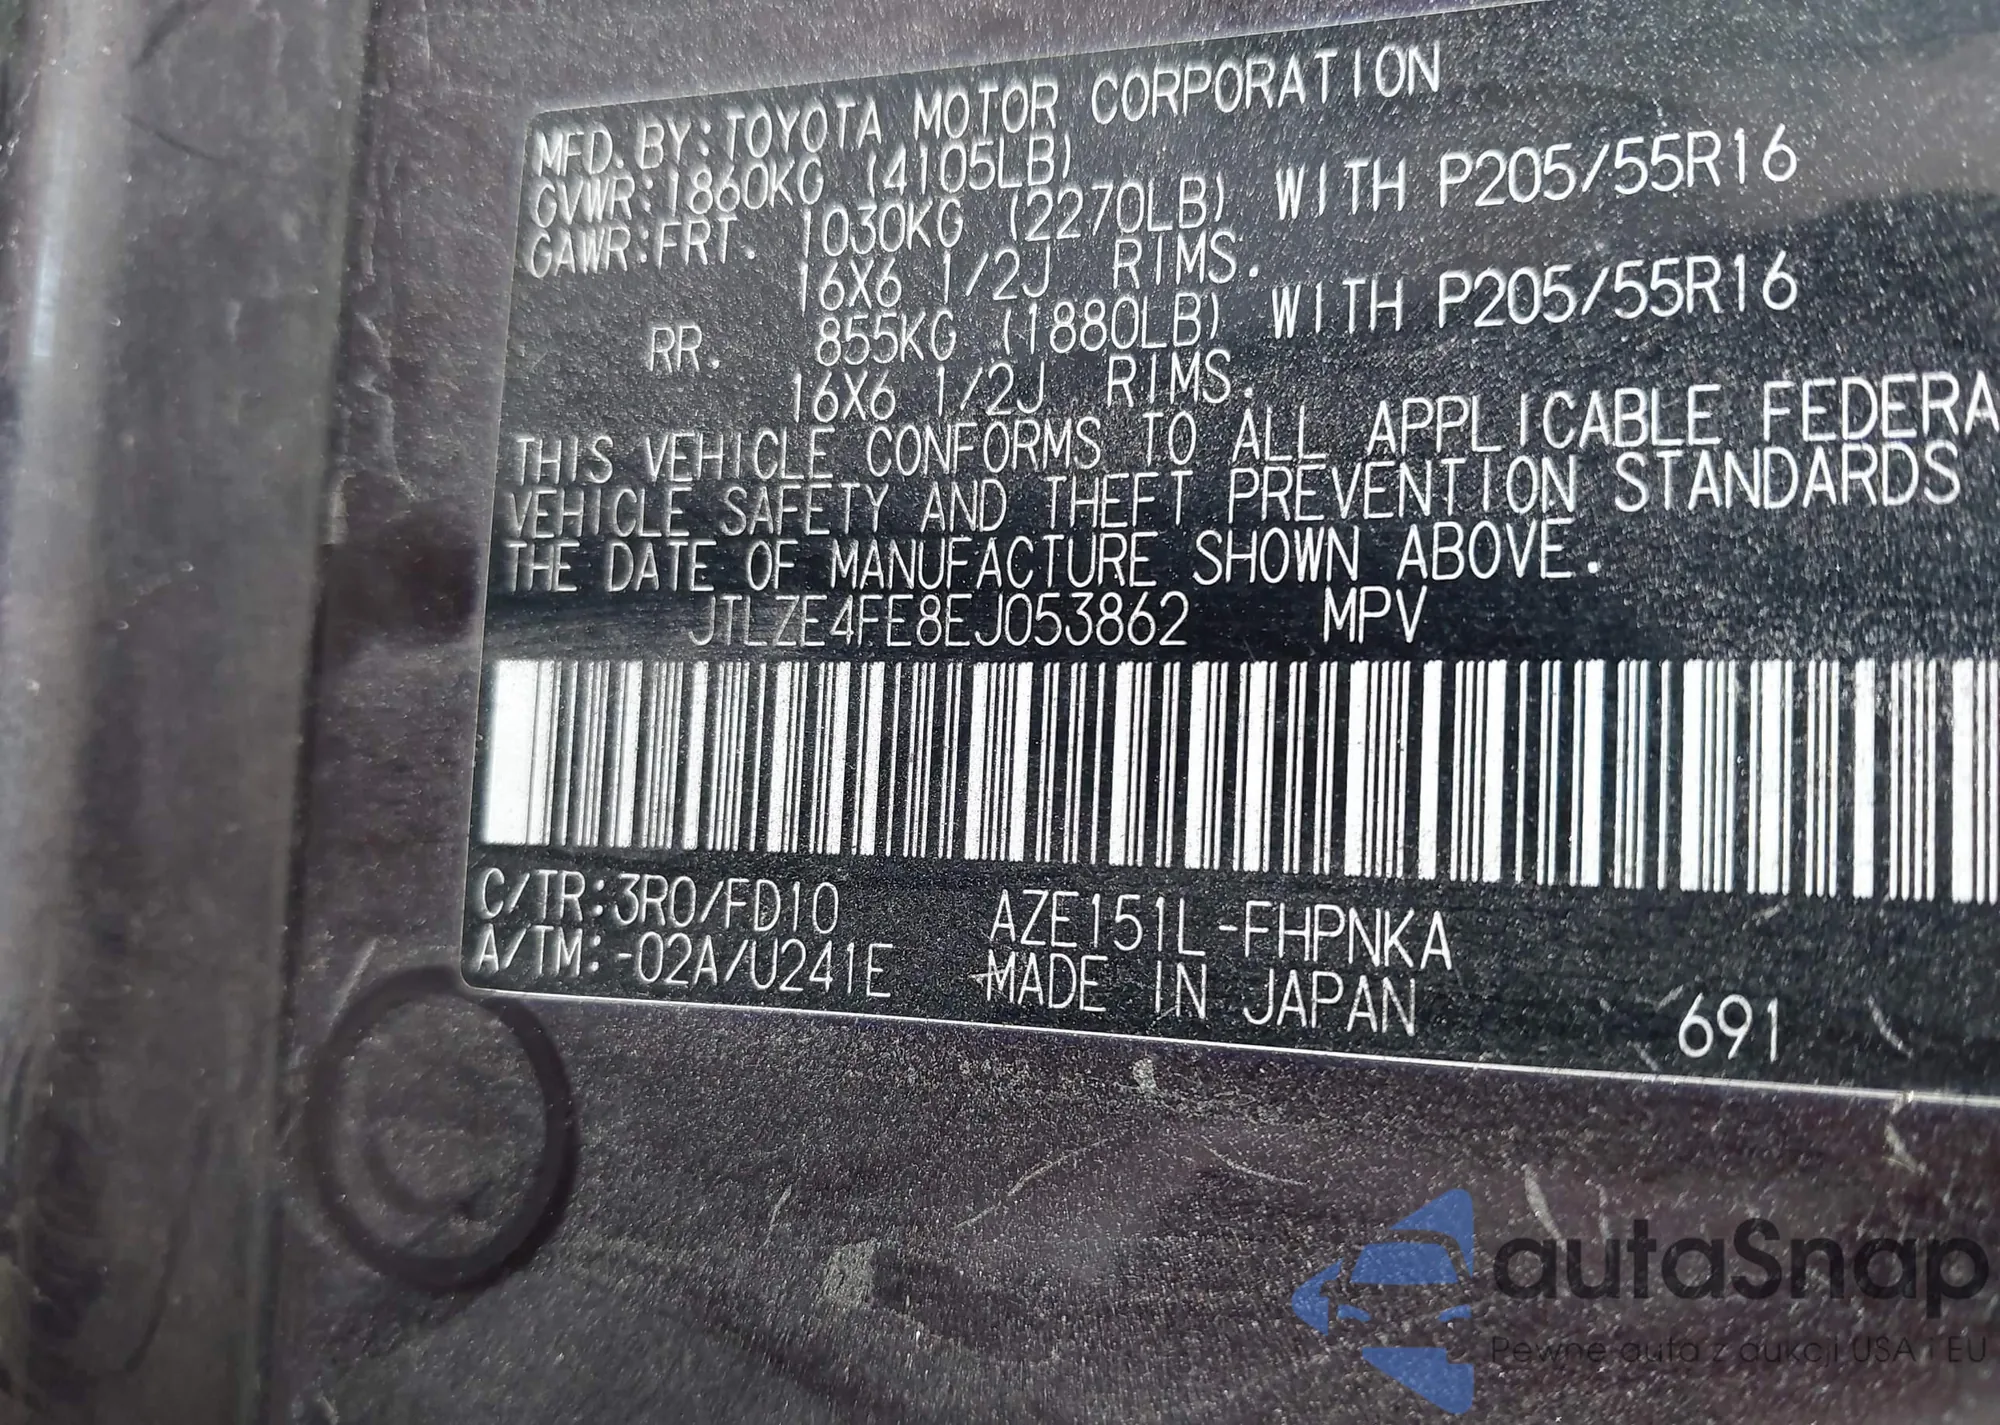 MFD. BY: TOYOTA MOTOR CORPORATION
GVWR: 1860KG (4105LB)
GAWR: FRT. 1030KG (2270LB) WITH P205/55R16
16X6 1/2J RIMS.
RR. 855KG (1880LB) WITH P205/55R16
16X6 1/2J RIMS.
THIS VEHICLE CONFORMS TO ALL APPLICABLE FEDERA
VEHICLE SAFETY AND THEFT PREVENTION STANDARDS
THE DATE OF MANUFACTURE SHOWN ABOVE.
JTLZE4FE8EJ053862 MPV
C/TR: 3R0/FD10 AZE151L-FHPNKA
A/TM: -02A/U241E MADE IN JAPAN 691
autaSnap
Pewne auta z aukcji USA i EU